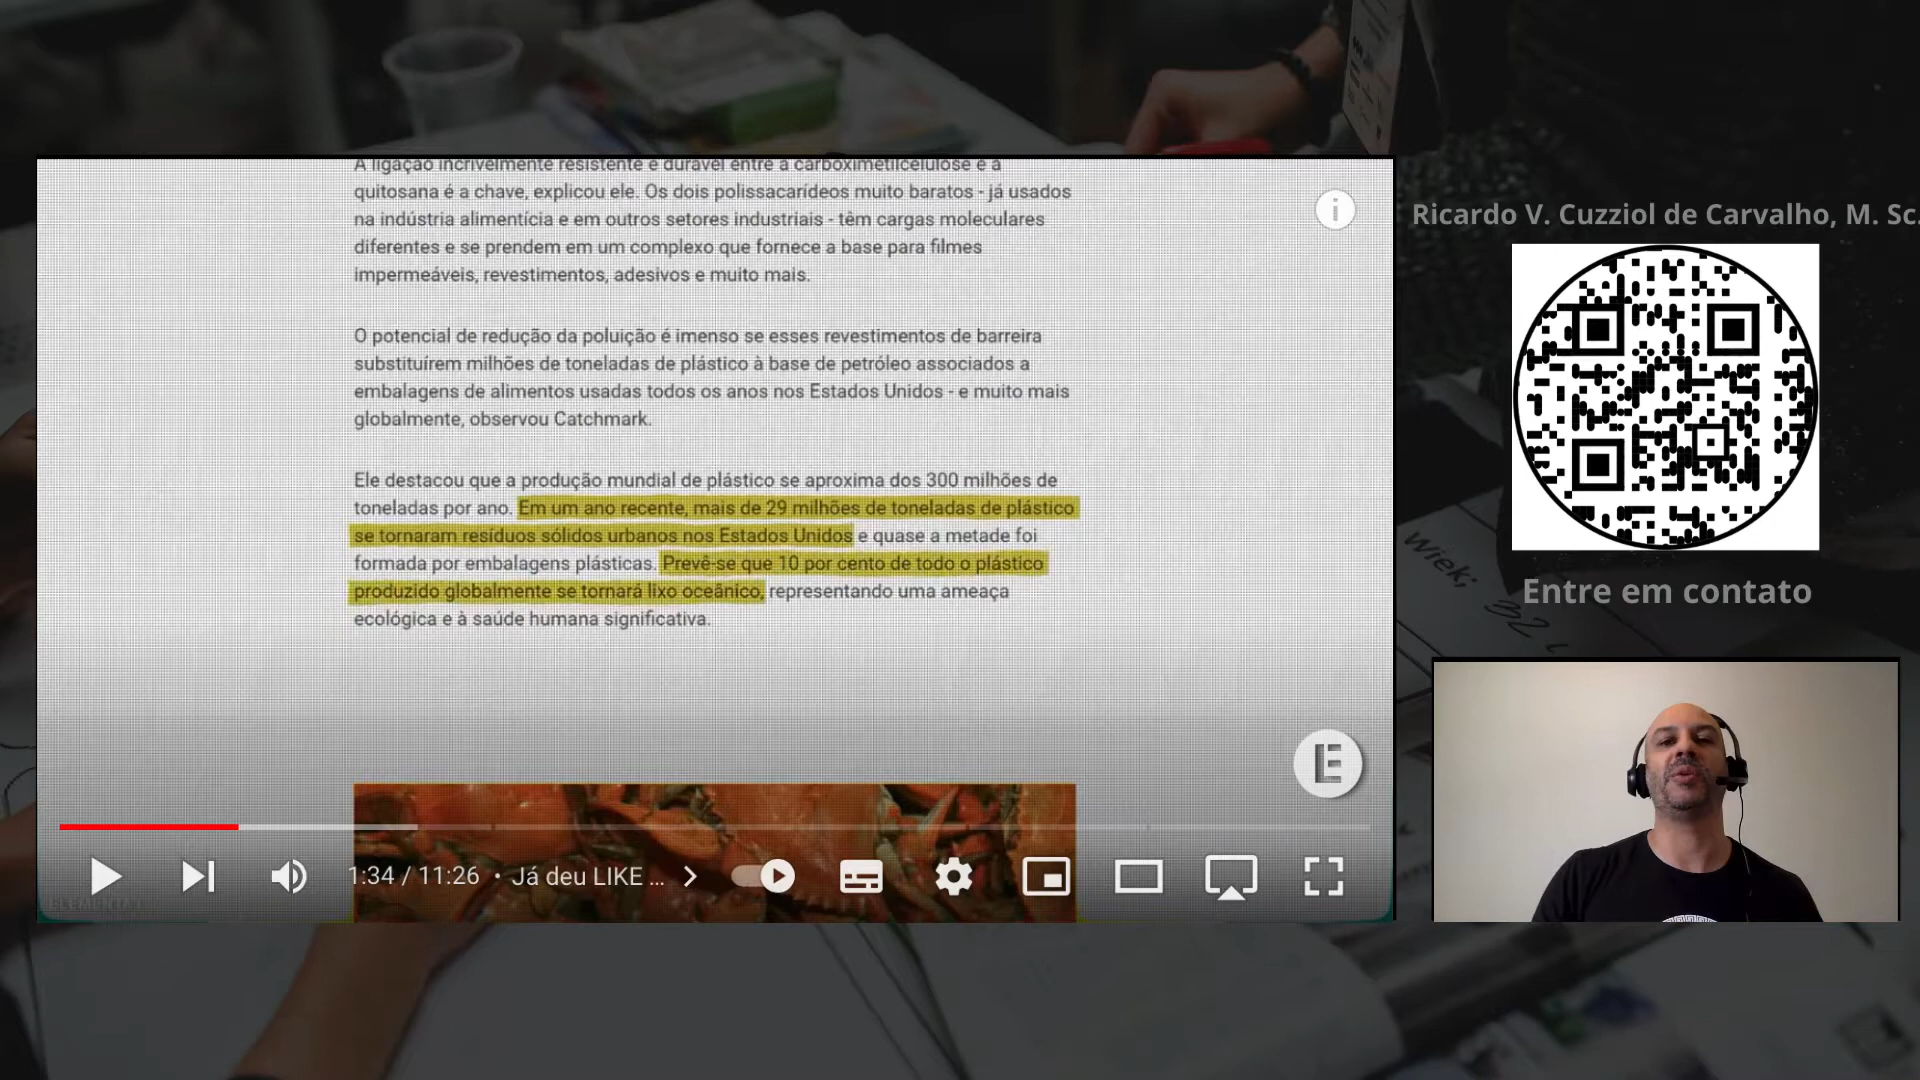 A ligação incrivelmente resistente e durável entre a carboximetilcelulose e a
quitosana é a chave, explicou ele. Os dois polissacarídeos muito baratos - já usados
na indústria alimentícia e em outros setores industriais - têm cargas moleculares
diferentes e se prendem em um complexo que fornece a base para filmes
impermeáveis, revestimentos, adesivos e muito mais.
O potencial de redução da poluição é imenso se esses revestimentos de barreira
substituírem milhões de toneladas de plástico à base de petróleo associados a
embalagens de alimentos usadas todos os anos nos Estados Unidos - e muito mais
globalmente, observou Catchmark.
Ele destacou que a produção mundial de plástico se aproxima dos 300 milhões de
toneladas por ano. Em um ano recente, mais de 29 milhões de toneladas de plástico
se tornaram resíduos sólidos urbanos nos Estados Unidos e quase a metade foi
formada por embalagens plásticas. Prevê-se que 10 por cento de todo o plástico
produzido globalmente se tornará lixo oceânico, representando uma ameaça
ecológica e à saúde humana significativa.
E
1:34 / 11:26 • Já deu LIKE ...
Ricardo V. Cuzziol de Carvalho, M. Sc.
Entre em contato
Wiek;
32